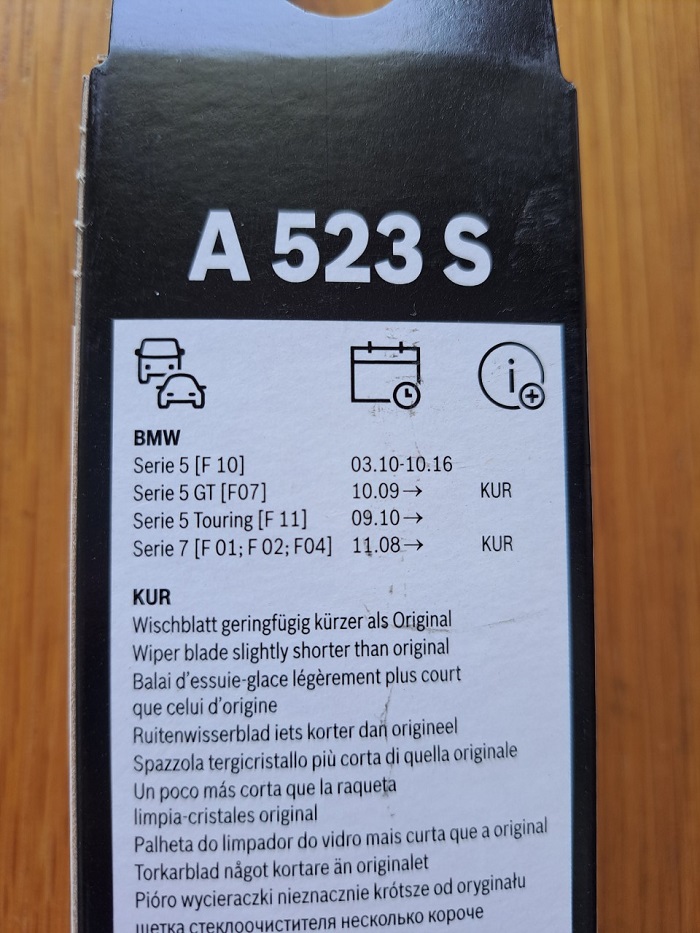 A 523 S
BMW
Serie 5 [F 10] 03.10-10.16
Serie 5 GT [F07] 10.09→ KUR
Serie 5 Touring [F 11] 09.10→
Serie 7 [F 01; F 02; F04] 11.08→ KUR
KUR
Wischblatt geringfügig kürzer als Original
Wiper blade slightly shorter than original
Balai d'essuie-glace légèrement plus court
que celui d'origine
Ruitenwisserblad iets korter dan origineel
Spazzola tergicristallo più corta di quella originale
Un poco más corta que la raqueta
limpia-cristales original
Palheta do limpador do vidro mais curta que a original
Torkarblad något kortare än originalet
Pióro wycieraczki nieznacznie krótsze od oryginału
щетка стеклоочистителя несколько короче